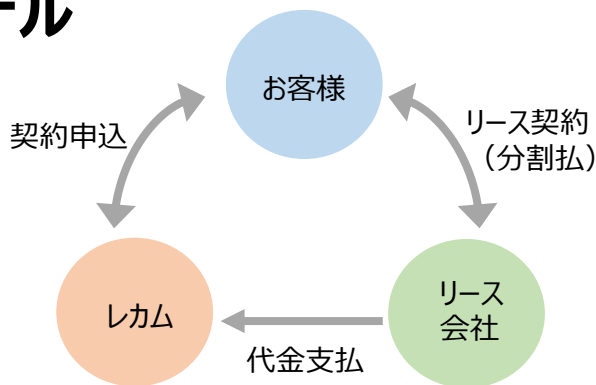 ール
お客様
契約申込
リース契約
（分割払）
レカム
リース
会社
代金支払